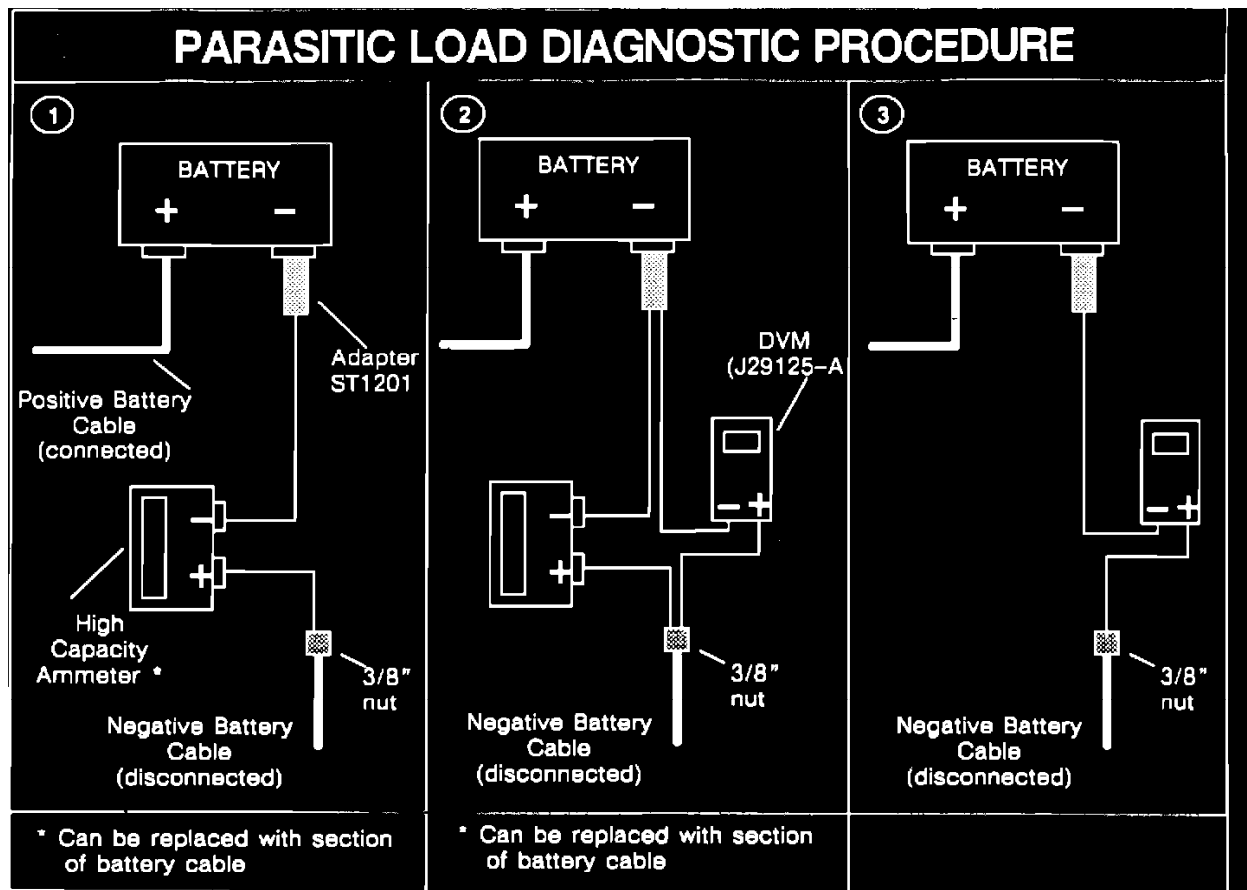 PARASITIC LOAD DIAGNOSTIC PROCEDURE
1
BATTERY
+ −
Adapter
ST1201
Positive Battery
Cable
(connected)
−
+
High
Capacity
Ammeter *
3/8"
nut
Negative Battery
Cable
(disconnected)
* Can be replaced with section
of battery cable
2
BATTERY
+ −
DVM
(J29125-A
− +
−
+
3/8"
nut
Negative Battery
Cable
(disconnected)
* Can be replaced with section
of battery cable
3
BATTERY
+ −
− +
3/8"
nut
Negative Battery
Cable
(disconnected)